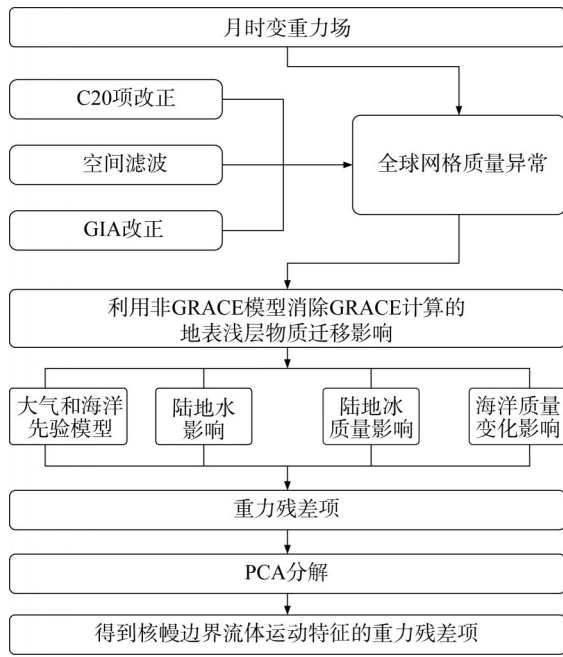 月时变重力场
C20项改正
空间滤波
GIA改正
全球网格质量异常
利用非GRACE模型消除GRACE计算的
地表浅层物质迁移影响
大气和海洋
先验模型
陆地水
影响
陆地冰
质量影响
海洋质量
变化影响
重力残差项
PCA分解
得到核幔边界流体运动特征的重力残差项